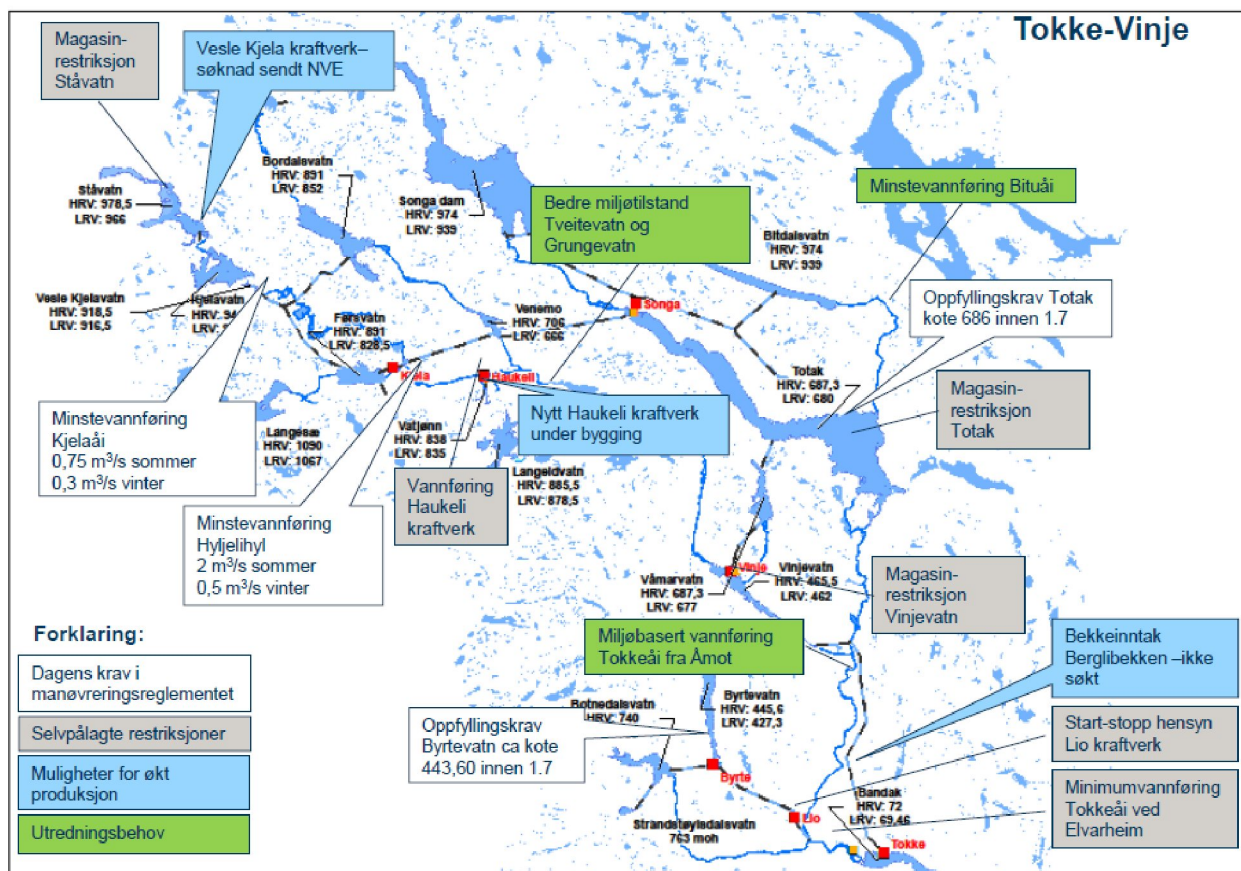 Tokke-Vinje
Magasin-
restriksjon
Ståvatn
Vesle Kjela kraftverk–
søknad sendt NVE
Bordalsvatn
HRV: 891
LRV: 852
Ståvatn
HRV: 978,5
LRV: 966
Songa dam
HRV: 974
LRV: 939
Bedre miljøtilstand
Tveitevatn og
Grungevatn
Minstevannføring Bituåi
Bitdalsvatn
HRV: 974
LRV: 939
Oppfyllingskrav Totak
kote 686 innen 1.7
Vesle Kjelavatn
HRV: 918,5
LRV: 916,5
Kjelavatn
Førsvatn
HRV: 891
LRV: 828,5
Venemo
HRV: 706
LRV: 666
Songa
Kjela
Haukeli
Totak
HRV: 687,3
LRV: 680
Magasin-
restriksjon
Totak
Minstevannføring
Kjelaåi
0,75 m³/s sommer
0,3 m³/s vinter
Langesæ
HRV: 1090
LRV: 1067
Vatjønn
HRV: 838
LRV: 835
Nytt Haukeli kraftverk
under bygging
Langeidvatn
HRV: 885,5
LRV: 878,5
Vannføring
Haukeli
kraftverk
Minstevannføring
Hyljelihyl
2 m³/s sommer
0,5 m³/s vinter
Vinje
Våmarvatn
HRV: 687,3
LRV: 677
Vinjevatn
HRV: 465,5
LRV: 462
Magasin-
restriksjon
Vinjevatn
Miljøbasert vannføring
Tokkeåi fra Åmot
Bekkeinntak
Berglibekken –ikke
søkt
Botnedalsvatn
HRV: 740
Byrtevatn
HRV: 445,6
LRV: 427,3
Oppfyllingskrav
Byrtevatn ca kote
443,60 innen 1.7
Start-stopp hensyn
Lio kraftverk
Byrte
Bandak
HRV: 72
LRV: 69,46
Minimumvannføring
Tokkeåi ved
Elvarheim
Strandstøylsdalsvatn
763 moh
Lio
Tokke
Forklaring:
Dagens krav i
manøvreringsreglementet
Selvpålagte restriksjoner
Muligheter for økt
produksjon
Utredningsbehov